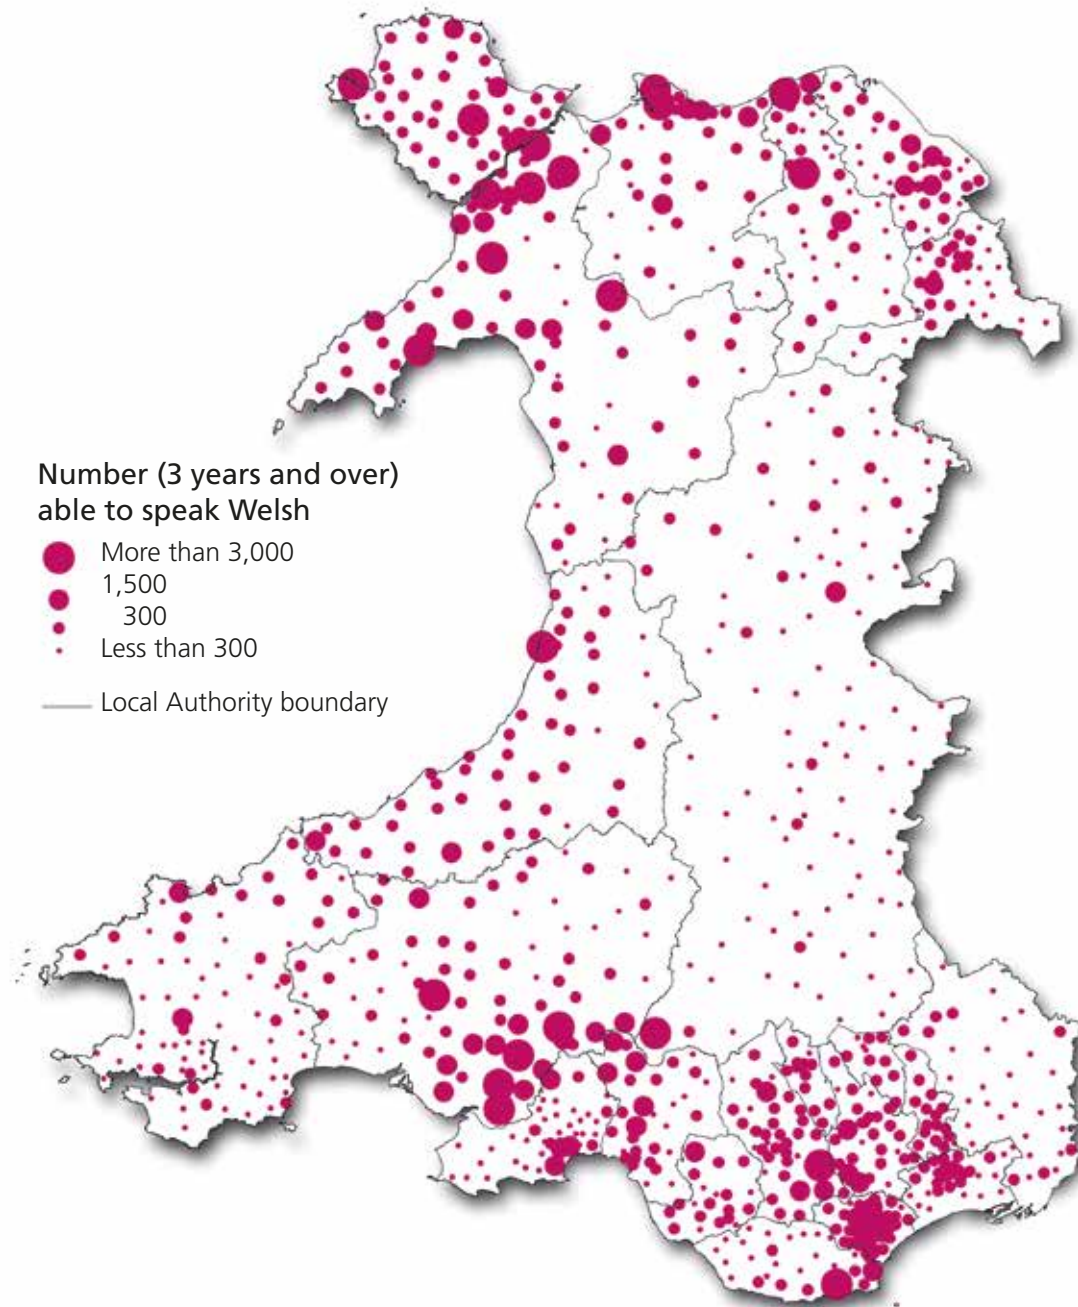 Number (3 years and over)
able to speak Welsh
More than 3,000
1,500
300
Less than 300
Local Authority boundary